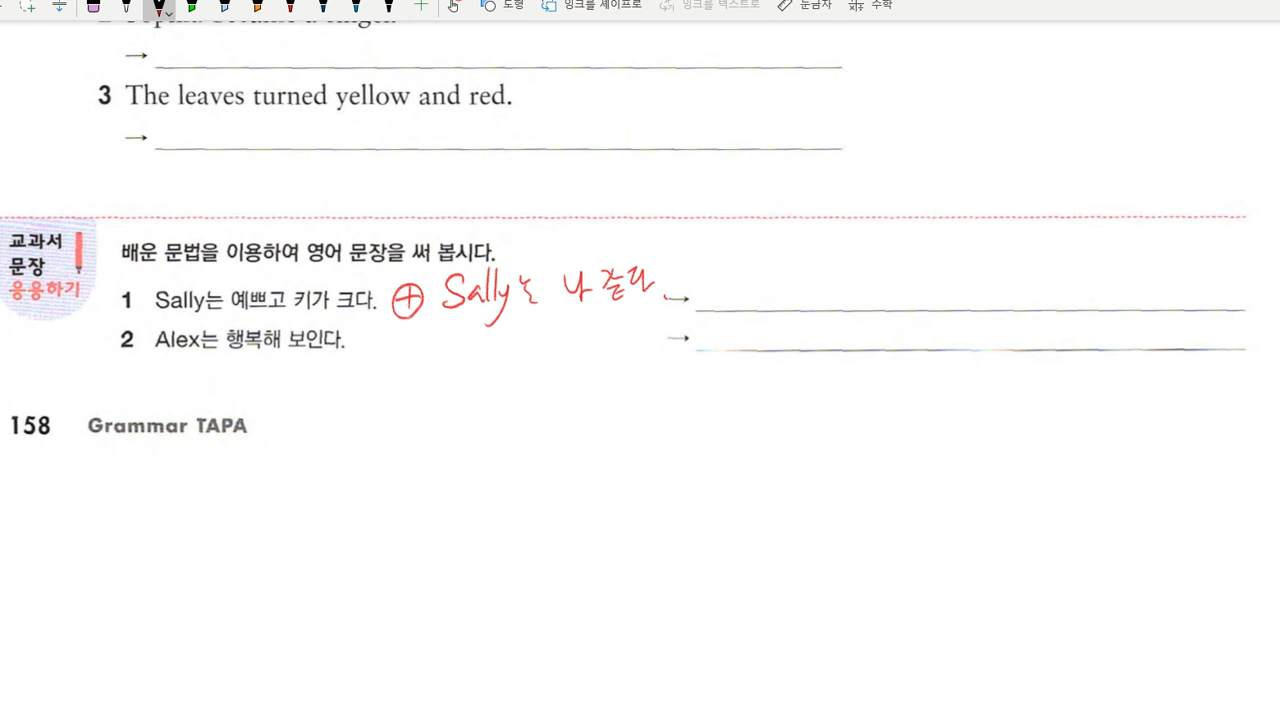 도형
잉크를 셰이프로
잉크를 텍스트로
눈금자
수학
→
3 The leaves turned yellow and red.
→
교과서
문장
응용하기
배운 문법을 이용하여 영어 문장을 써 봅시다.
1 Sally는 예쁘고 키가 크다. ⊕ Sally는 나 같다. →
2 Alex는 행복해 보인다. →
158 Grammar TAPA